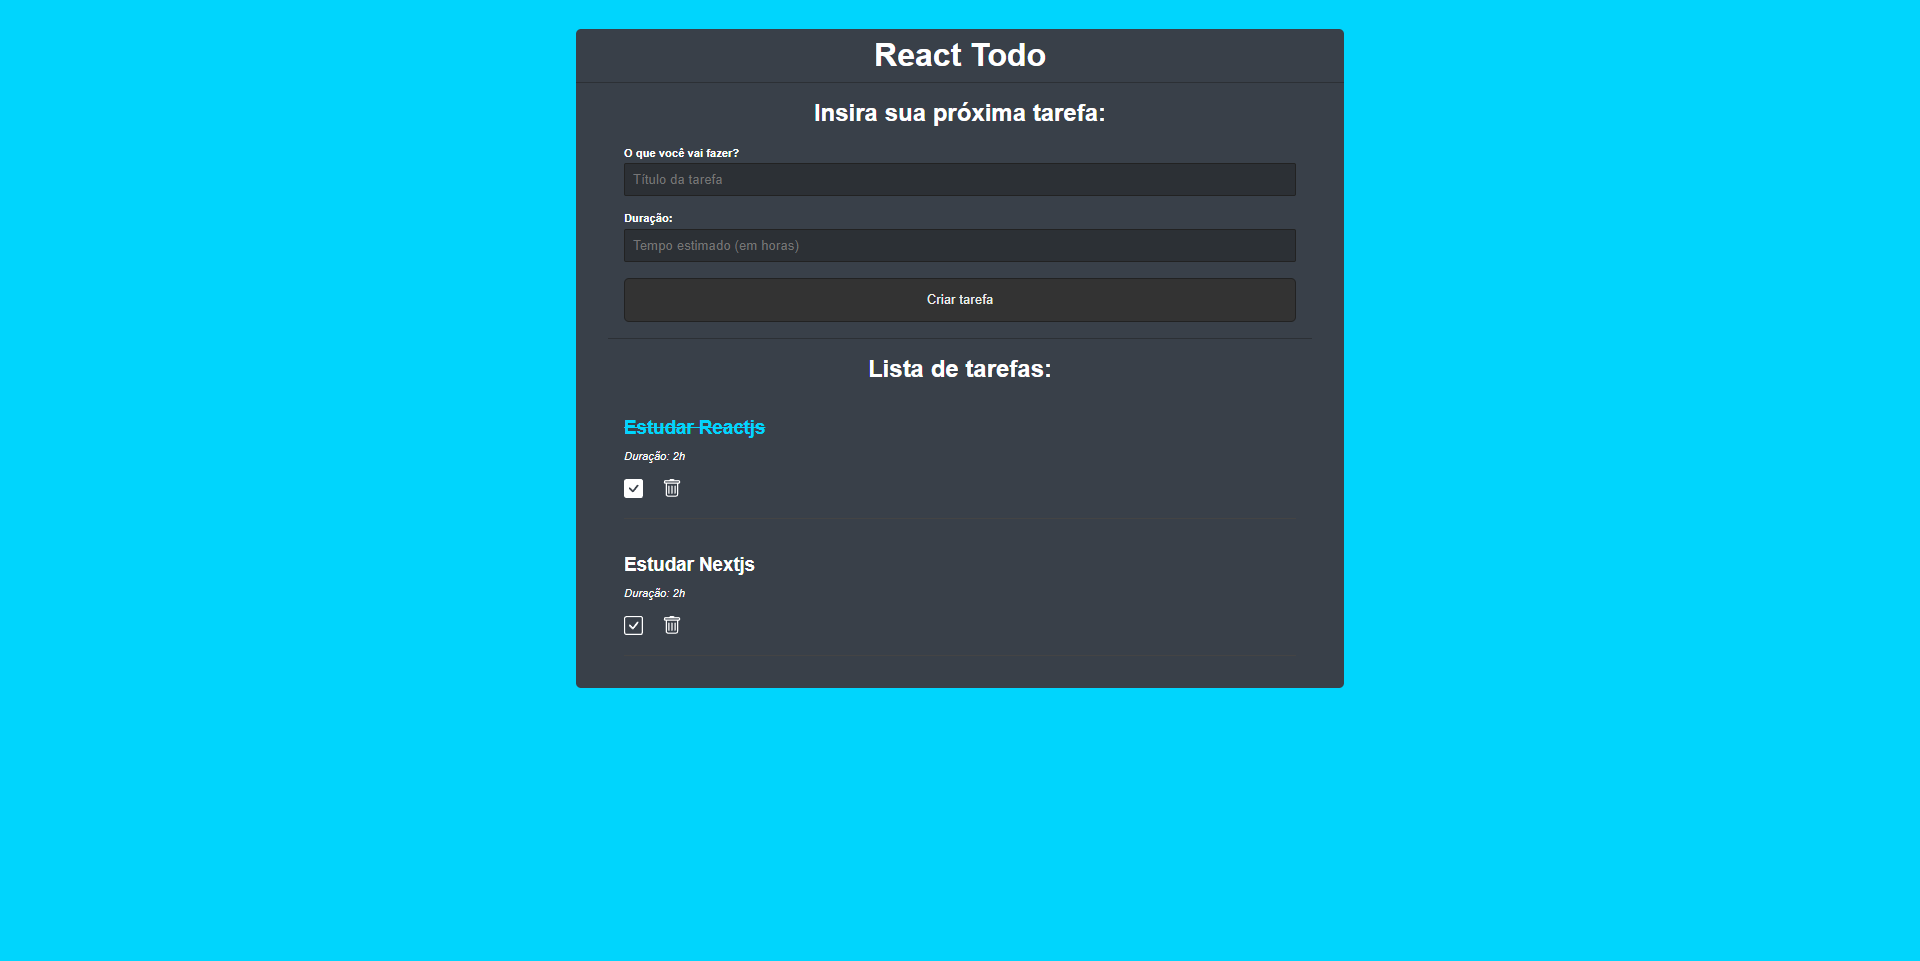 React Todo
Insira sua próxima tarefa:
O que você vai fazer?
Título da tarefa
Duração:
Tempo estimado (em horas)
Criar tarefa
Lista de tarefas:
Estudar Reactjs
Duração: 2h
Estudar Nextjs
Duração: 2h